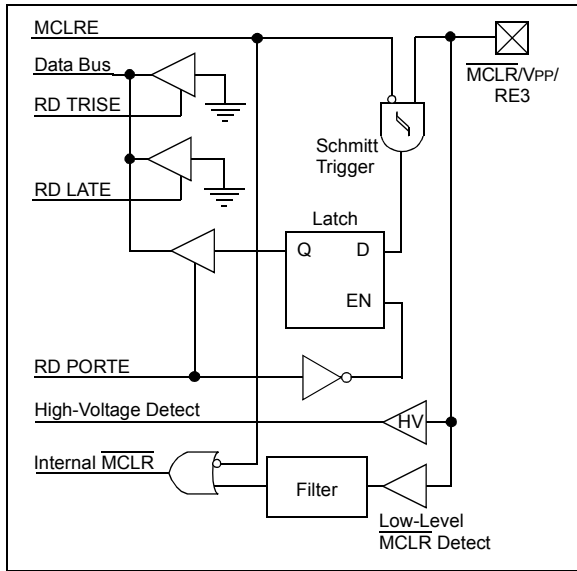 MCLRE
Data Bus
RD TRISE
MCLR/VPP/
RE3
Schmitt
Trigger
RD LATE
Latch
Q
D
EN
RD PORTE
High-Voltage Detect
HV
Internal MCLR
Filter
Low-Level
MCLR Detect